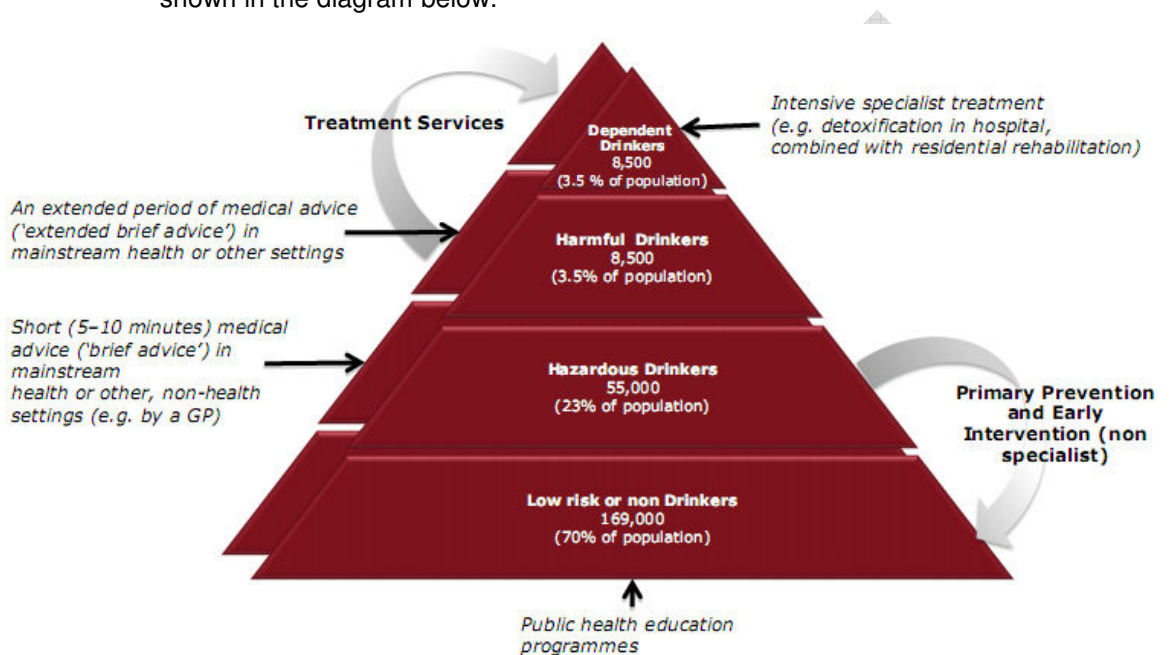 shown in the diagram below.
Treatment Services
Dependent
Drinkers
8,500
(3.5 % of population)
Intensive specialist treatment
(e.g. detoxification in hospital,
combined with residential rehabilitation)
An extended period of medical advice
(‘extended brief advice’) in
mainstream health or other settings
Harmful Drinkers
8,500
(3.5% of population)
Short (5–10 minutes) medical
advice (‘brief advice’) in
mainstream
health or other, non-health
settings (e.g. by a GP)
Hazardous Drinkers
55,000
(23% of population)
Primary Prevention
and Early
Intervention (non
specialist)
Low risk or non Drinkers
169,000
(70% of population)
Public health education
programmes